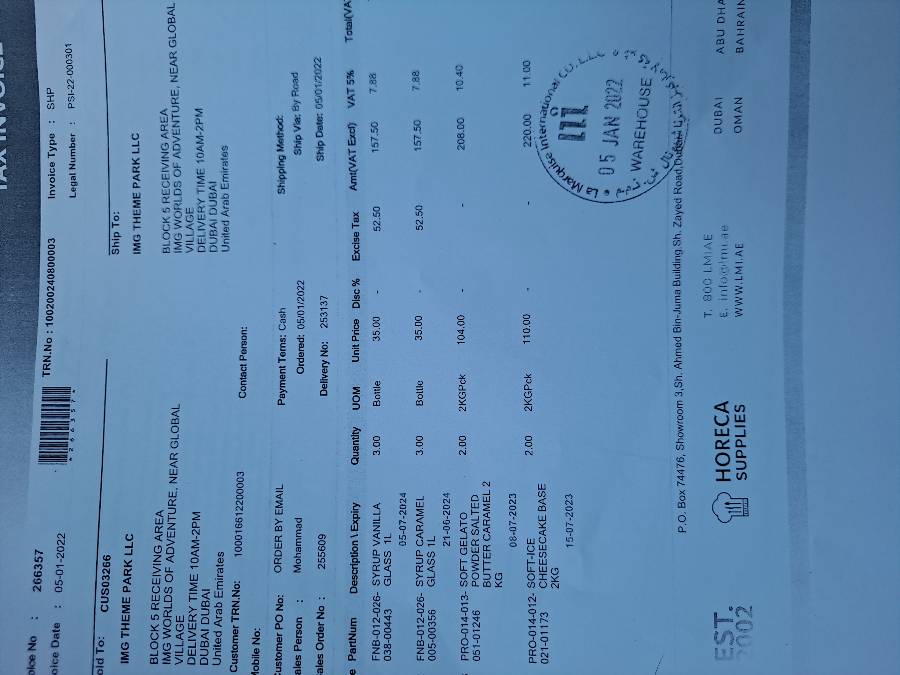 TAX INVOICE
oice No : 266357
oice Date : 05-01-2022
TRN.No : 100200240800003
Invoice Type : SHP
Legal Number : PSI-22-000301
old To: CUS03266
IMG THEME PARK LLC
BLOCK 5 RECEIVING AREA
IMG WORLDS OF ADVENTURE, NEAR GLOBAL
VILLAGE
DELIVERY TIME 10AM-2PM
DUBAI DUBAI
United Arab Emirates
Ship To:
IMG THEME PARK LLC
BLOCK 5 RECEIVING AREA
IMG WORLDS OF ADVENTURE, NEAR GLOBAL
VILLAGE
DELIVERY TIME 10AM-2PM
DUBAI DUBAI
United Arab Emirates
Customer TRN.No: 100016612200003 Contact Person:
Mobile No:
Customer PO No: ORDER BY EMAIL Payment Terms: Cash Shipping Method:
ales Person : Mohammad Ordered: 05/01/2022 Ship Via: By Road
ales Order No : 255609 Delivery No: 253137 Ship Date: 05/01/2022
e PartNum Description \ Expiry Quantity UOM Unit Price Disc % Excise Tax Amt(VAT Excl) VAT 5% Total(VA
FNB-012-026- SYRUP VANILLA 3.00 Bottle 35.00 - 52.50 157.50 7.88
038-00443 GLASS 1L
05-07-2024
FNB-012-026- SYRUP CARAMEL 3.00 Bottle 35.00 - 52.50 157.50 7.88
005-00356 GLASS 1L
21-06-2024
PRO-014-013- SOFT GELATO 2.00 2KGPck 104.00 - - 208.00 10.40
051-01246 POWDER SALTED
BUTTER CARAMEL 2
KG
08-07-2023
PRO-014-012- SOFT-ICE 2.00 2KGPck 110.00 - - 220.00 11.00
021-01173 CHEESECAKE BASE
2KG
15-07-2023
La Marquise International CO. L.L.C
05 JAN 2022
WAREHOUSE
P.O. Box 74476, Showroom 3,Sh. Ahmed Bin-Juma Building,Sh. Zayed Road,Dubai
EST.
2002
HORECA
SUPPLIES
T. 800 LMIAE
E. info@lmi.ae
WWW.LMI.AE
DUBAI
OMAN
ABU DHA
BAHRAIN